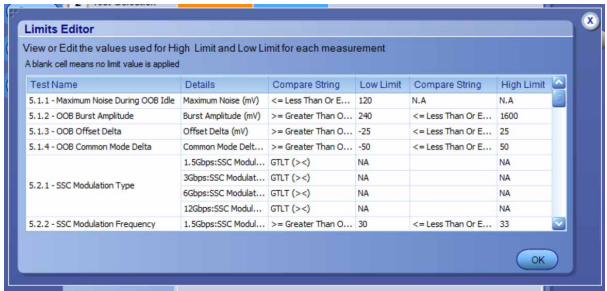 Limits Editor
View or Edit the values used for High Limit and Low Limit for each measurement
A blank cell means no limit value is applied
Test Name Details Compare String Low Limit Compare String High Limit
5.1.1 - Maximum Noise During OOB Idle Maximum Noise (mV) <= Less Than Or E... 120 N.A N.A
5.1.2 - OOB Burst Amplitude Burst Amplitude (mV) >= Greater Than O... 240 <= Less Than Or E... 1600
5.1.3 - OOB Offset Delta Offset Delta (mV) >= Greater Than O... -25 <= Less Than Or E... 25
5.1.4 - OOB Common Mode Delta Common Mode Delt... >= Greater Than O... -50 <= Less Than Or E... 50
5.2.1 - SSC Modulation Type
1.5Gbps:SSC Modul... GTLT (><) NA NA
3Gbps:SSC Modulat... GTLT (><) NA NA
6Gbps:SSC Modulat... GTLT (><) NA NA
12Gbps:SSC Modul... GTLT (><) NA NA
5.2.2 - SSC Modulation Frequency 1.5Gbps:SSC Modul... >= Greater Than O... 30 <= Less Than Or E... 33
OK